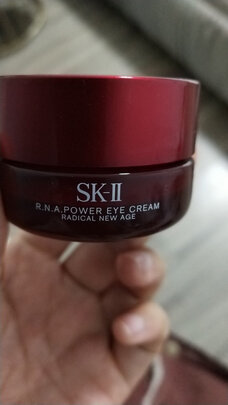 SK-II
R.N.A.POWER EYE CREAM
RADICAL NEW AGE